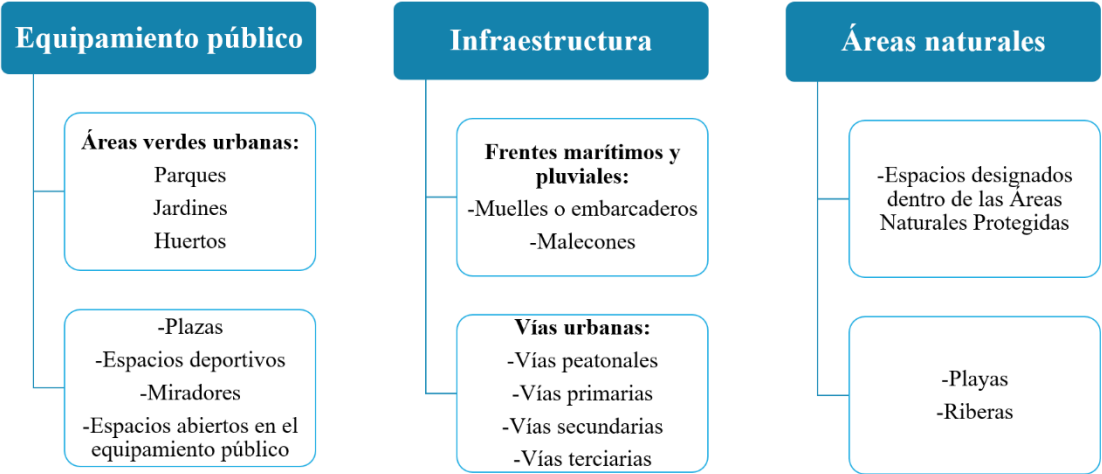 Equipamiento público
Áreas verdes urbanas:
Parques
Jardines
Huertos
-Plazas
-Espacios deportivos
-Miradores
-Espacios abiertos en el
equipamiento público
Infraestructura
Frentes marítimos y
pluviales:
-Muelles o embarcaderos
-Malecones
Vías urbanas:
-Vías peatonales
-Vías primarias
-Vías secundarias
-Vías terciarias
Áreas naturales
-Espacios designados
dentro de las Áreas
Naturales Protegidas
-Playas
-Riberas